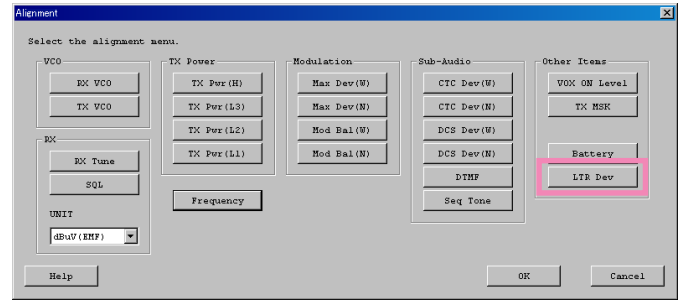 Alignment
Select the alignment menu.
VCO
RX VCO
TX VCO
RX
RX Tune
SQL
UNIT
dBuV(EMF)
TX Power
TX Pwr(H)
TX Pwr(L3)
TX Pwr(L2)
TX Pwr(L1)
Frequency
Modulation
Max Dev(W)
Max Dev(N)
Mod Bal(W)
Mod Bal(N)
Sub-Audio
CTC Dev(W)
CTC Dev(N)
DCS Dev(W)
DCS Dev(N)
DTMF
Seq Tone
Other Items
VOX ON Level
TX MSK
Battery
LTR Dev
Help
OK
Cancel